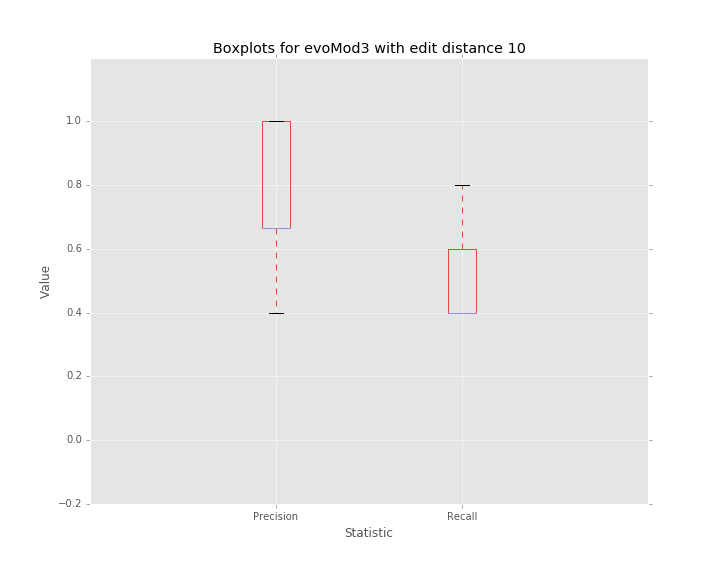 Boxplots for evoMod3 with edit distance 10
1.0
0.8
0.6
0.4
0.2
0.0
−0.2
Value
Precision
Recall
Statistic